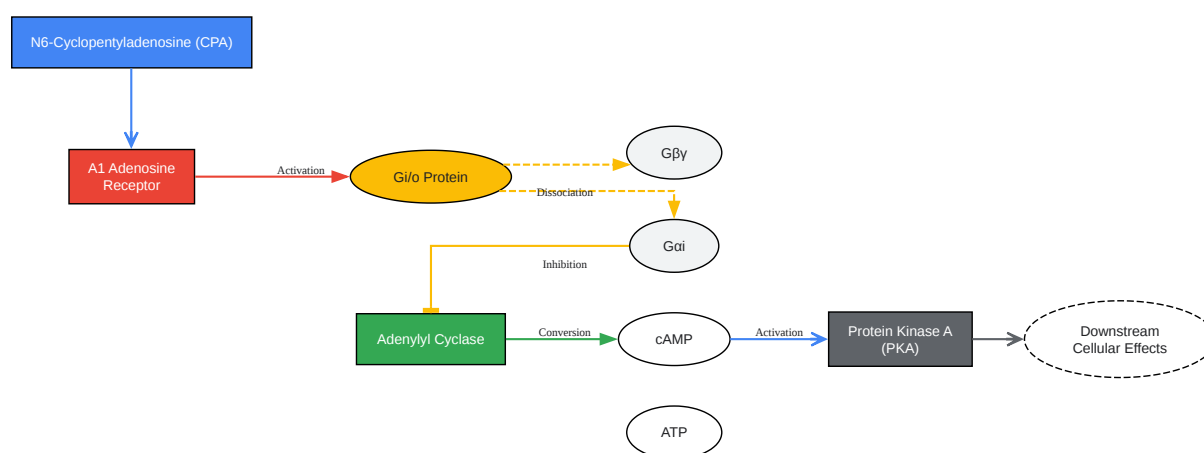 N6-Cyclopentyladenosine (CPA)
A1 Adenosine
Receptor
Activation
Gi/o Protein
Gβγ
Dissociation
Gαi
Inhibition
Adenylyl Cyclase
Conversion
cAMP
Activation
Protein Kinase A
(PKA)
Downstream
Cellular Effects
ATP